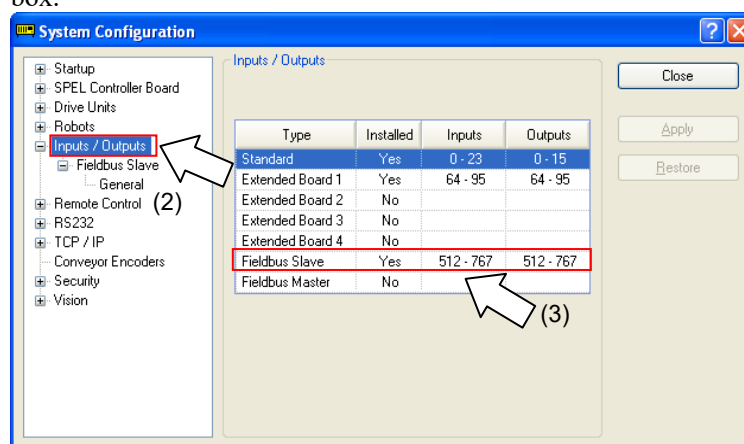 box.
System Configuration
Startup
SPEL Controller Board
Drive Units
Robots
Inputs / Outputs
Fieldbus Slave
General
Remote Control (2)
RS232
TCP / IP
Conveyor Encoders
Security
Vision
Inputs / Outputs
Type Installed Inputs Outputs
Standard Yes 0 - 23 0 - 15
Extended Board 1 Yes 64 - 95 64 - 95
Extended Board 2 No
Extended Board 3 No
Extended Board 4 No
Fieldbus Slave Yes 512 - 767 512 - 767
Fieldbus Master No
(3)
Close
Apply
Restore